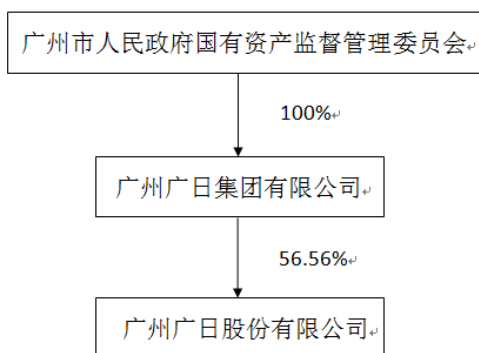 广州市人民政府国有资产监督管理委员会
100%
广州广日集团有限公司
56.56%
广州广日股份有限公司